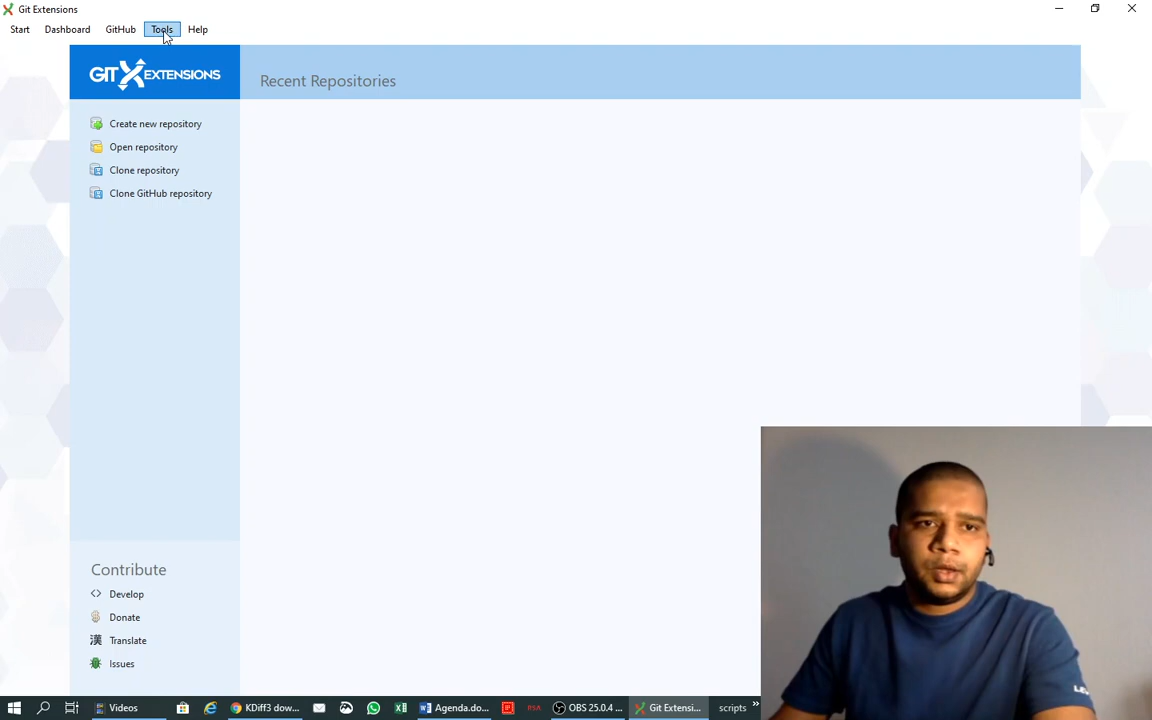 Git Extensions
Start Dashboard GitHub Tools Help
GIT EXTENSIONS
Recent Repositories
Create new repository
Open repository
Clone repository
Clone GitHub repository
Contribute
Develop
Donate
漢 Translate
Issues
Videos KDiff3 dow... Agenda.do... RSA OBS 25.0.4 ... Git Extensi... scripts »